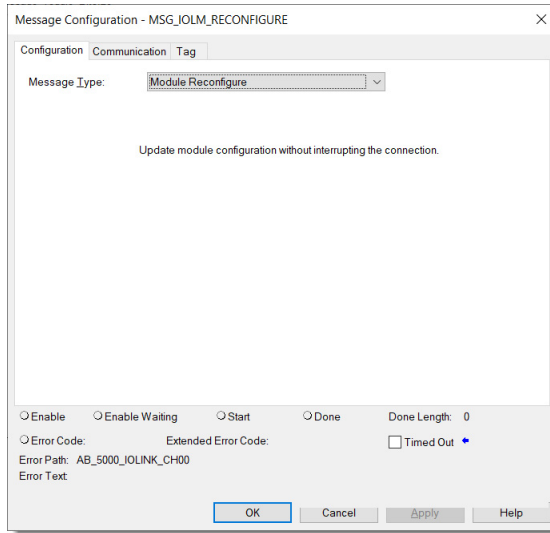 Message Configuration - MSG_IOLM_RECONFIGURE
Configuration Communication Tag
Message Type: Module Reconfigure
Update module configuration without interrupting the connection.
Enable Enable Waiting Start Done Done Length: 0
Error Code: Extended Error Code: Timed Out
Error Path: AB_5000_IOLINK_CH00
Error Text:
OK Cancel Apply Help